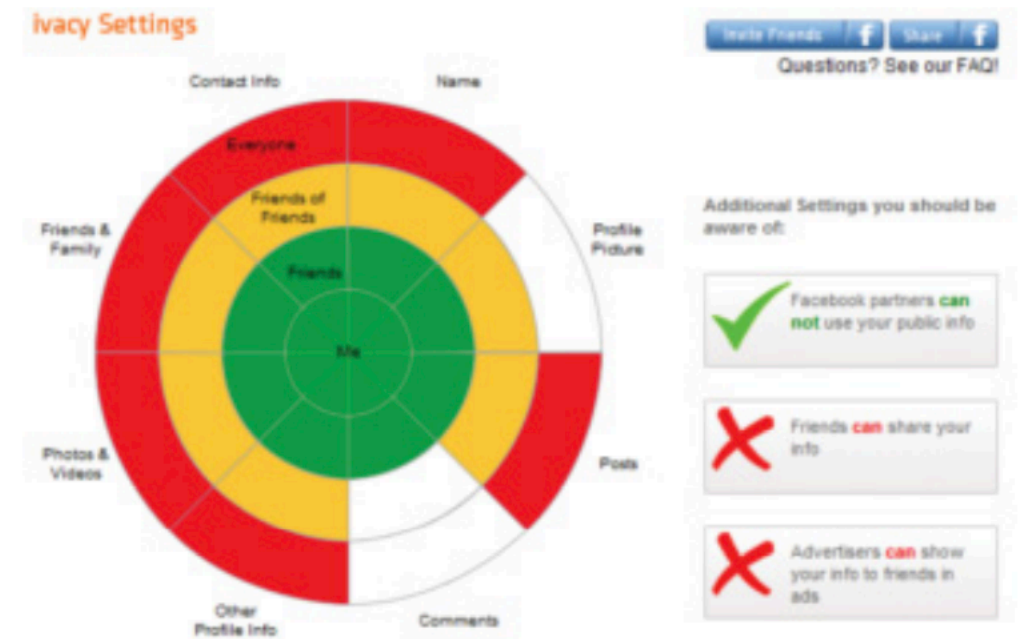 ivacy Settings
Invite Friends f
Share f
Questions? See our FAQ!
Contact Info
Name
Everyone
Friends of
Friends
Friends &
Family
Profile
Picture
Friends
Me
Photos &
Videos
Posts
Other
Profile Info
Comments
Additional Settings you should be
aware of:
Facebook partners can
not use your public info
Friends can share your
info
Advertisers can show
your info to friends in
ads